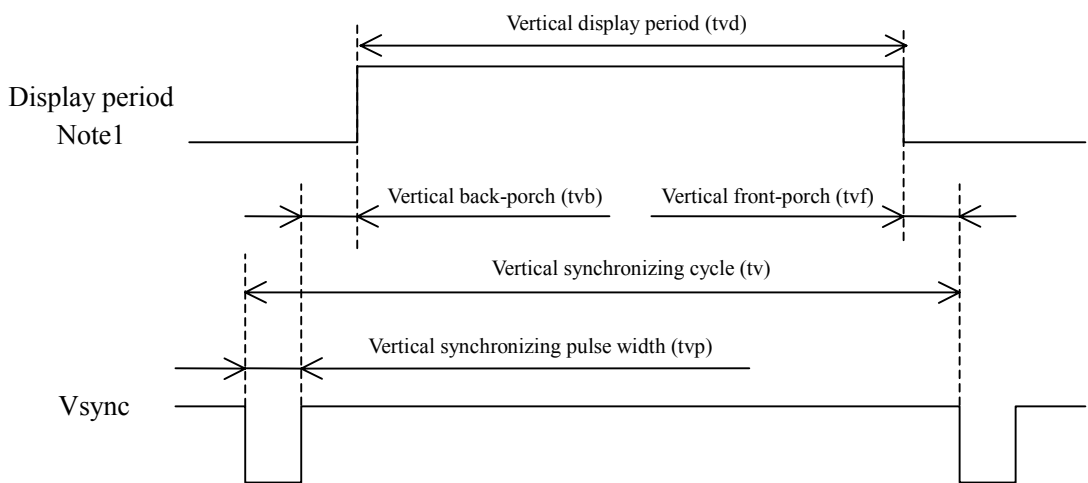 Vertical display period (tvd)
Display period
Note1
Vertical back-porch (tvb)
Vertical front-porch (tvf)
Vertical synchronizing cycle (tv)
Vertical synchronizing pulse width (tvp)
Vsync